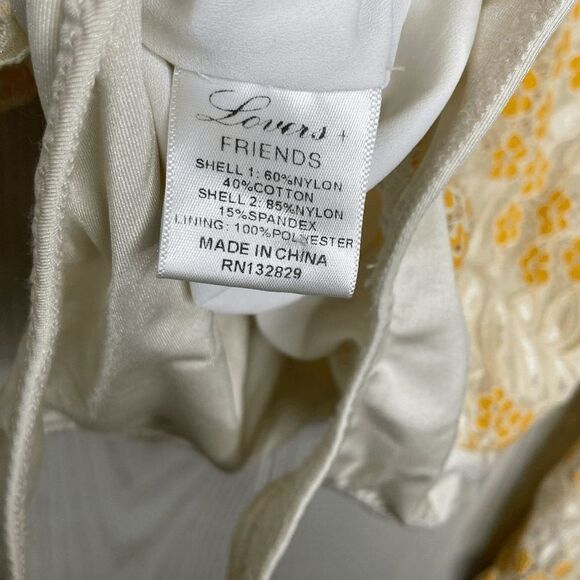 Lovers +
FRIENDS
SHELL 1: 60%NYLON
40%COTTON
SHELL 2: 85%NYLON
15%SPANDEX
LINING: 100%POLYESTER
MADE IN CHINA
RN132829